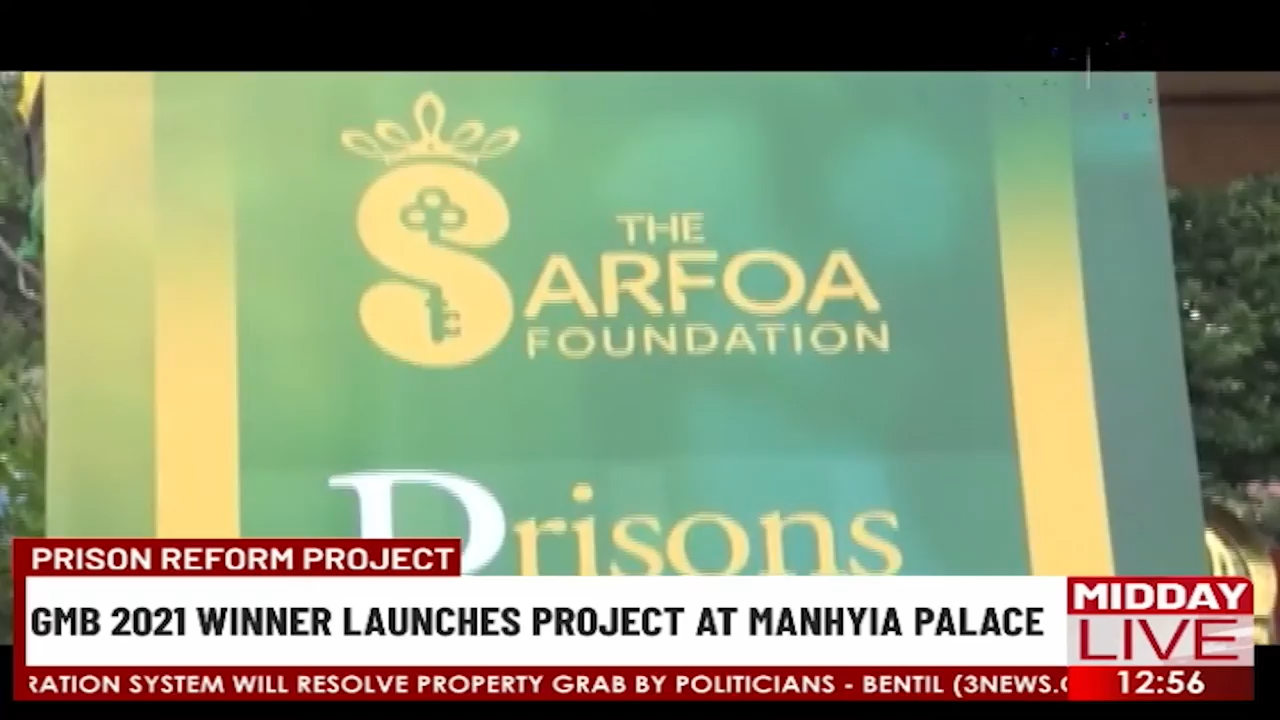 THE
SARFOA
FOUNDATION
Prisons
PRISON REFORM PROJECT
GMB 2021 WINNER LAUNCHES PROJECT AT MANHYIA PALACE
MIDDAY
LIVE
RATION SYSTEM WILL RESOLVE PROPERTY GRAB BY POLITICIANS - BENTIL (3NEWS.
12:56